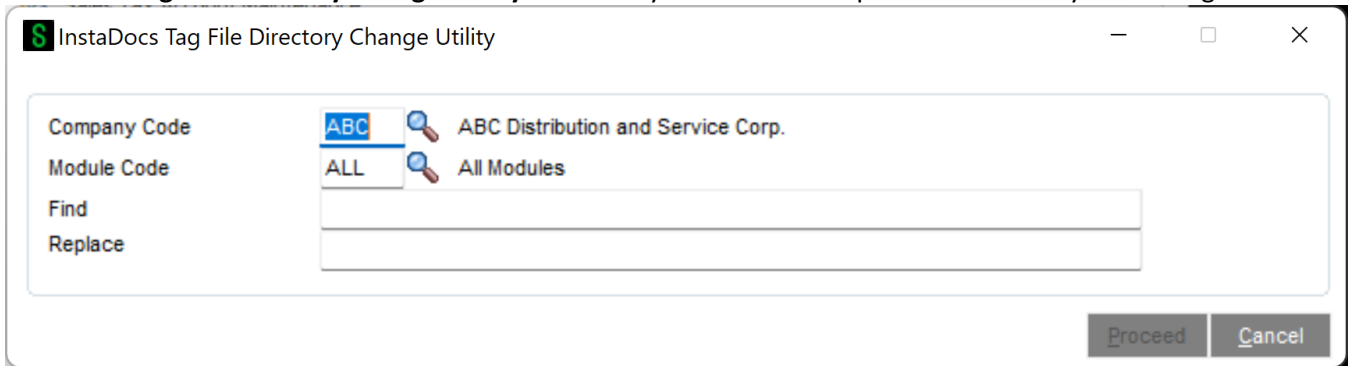 S InstaDocs Tag File Directory Change Utility
Company Code ABC ABC Distribution and Service Corp.
Module Code ALL All Modules
Find
Replace
Proceed Cancel